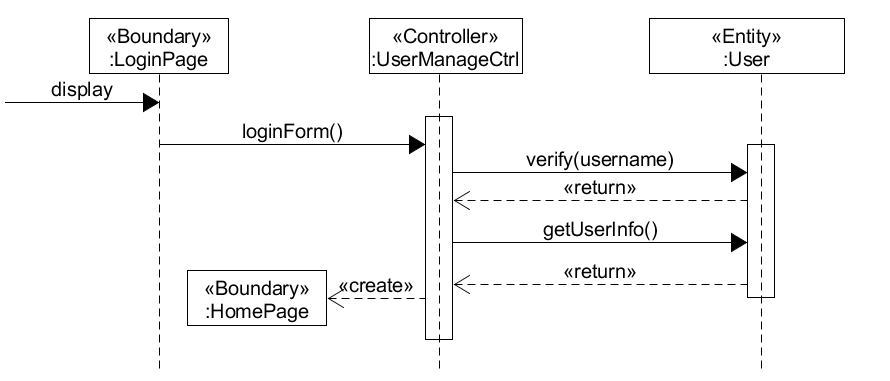 «Boundary»
:LoginPage
«Controller»
:UserManageCtrl
«Entity»
:User
display
loginForm()
verify(username)
«return»
getUserInfo()
«return»
«Boundary»
:HomePage
«create»